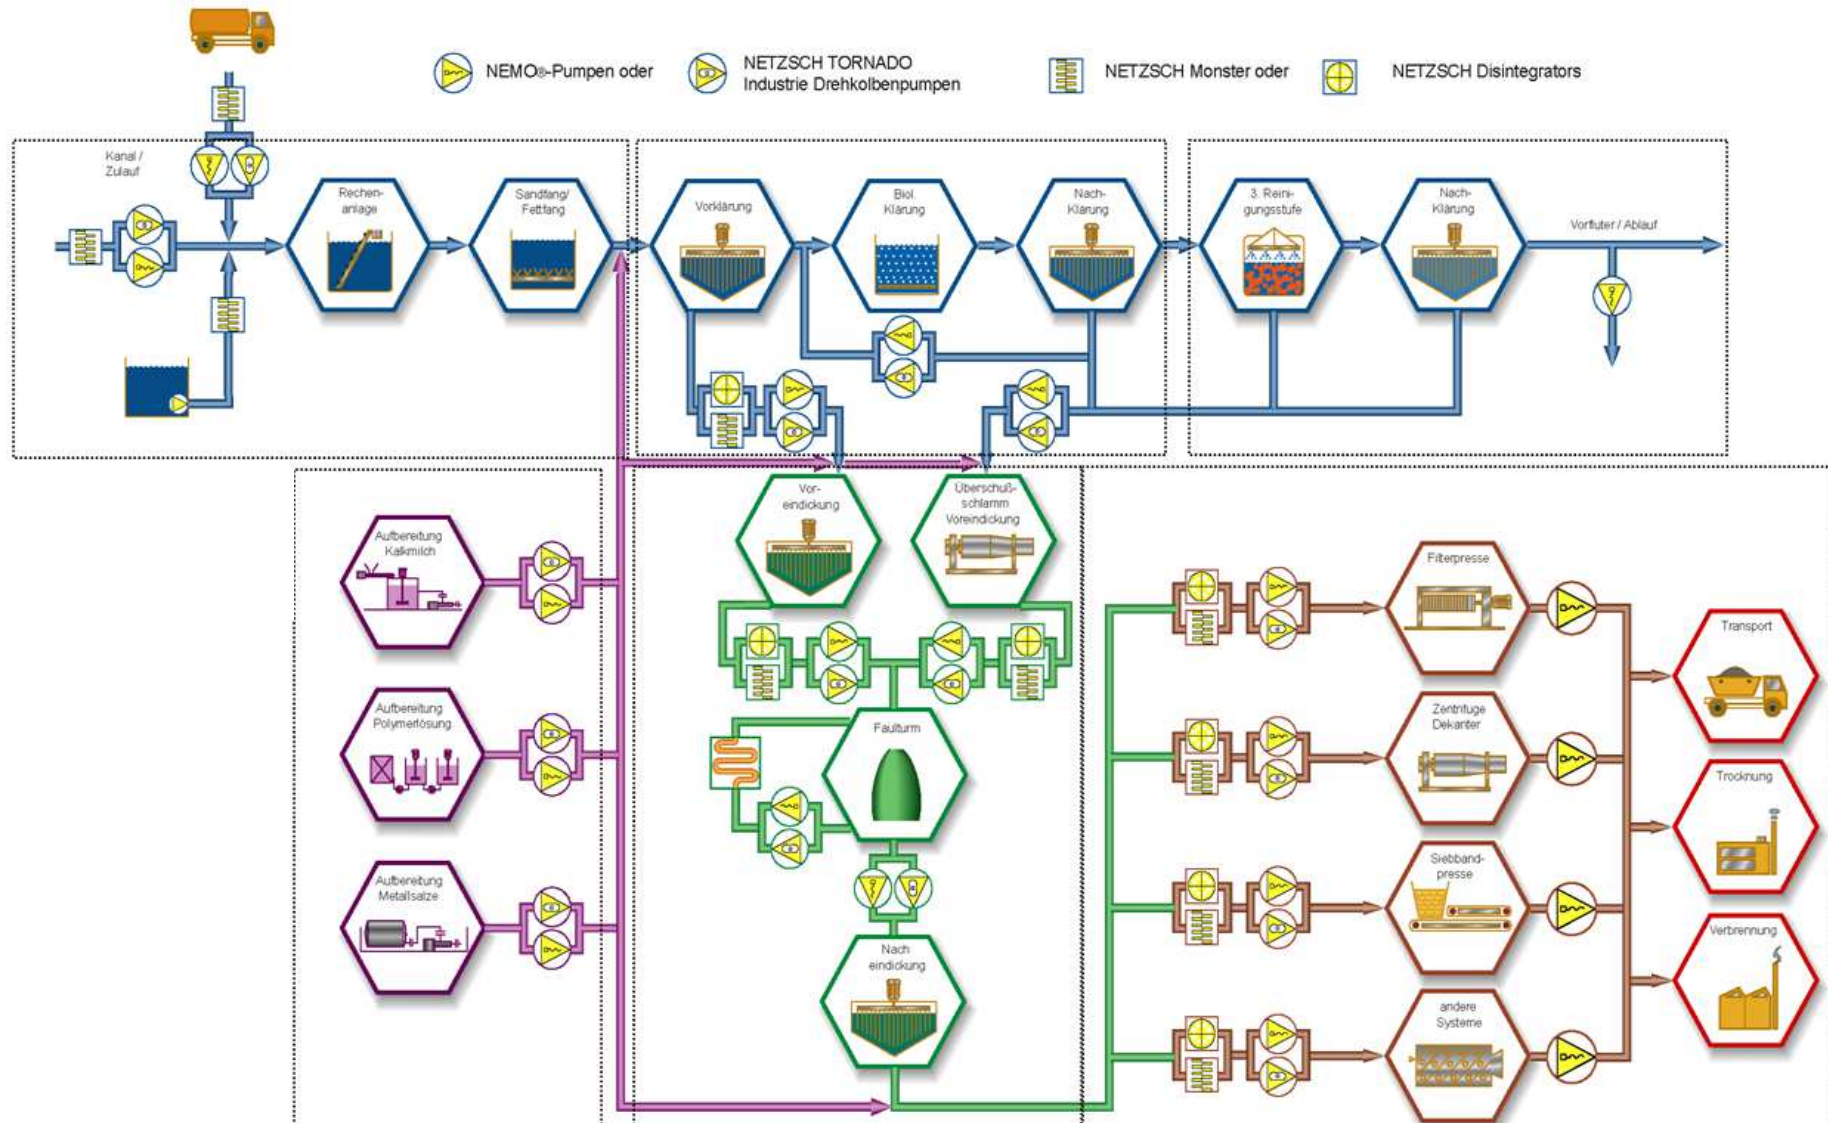 NEMO®-Pumpen oder
NETZSCH TORNADO
Industrie Drehkolbenpumpen
NETZSCH Monster oder
NETZSCH Disintegrators
Kanal /
Zulauf
Rechen-
anlage
Sandfang/
Fettfang
Vorklärung
Biol.
Klärung
Nach-
Klärung
3. Reini-
gungsstufe
Nach-
Klärung
Vorfluter / Ablauf
Vor-
eindickung
Überschuß-
schlamm
Voreindickung
Aufbereitung
Kalkmilch
Filterpresse
Transport
Aufbereitung
Polymerlösung
Faulturm
Zentrifuge
Dekanter
Trocknung
Aufbereitung
Metallsalze
Siebband-
presse
Verbrennung
Nach
eindickung
andere
Systeme